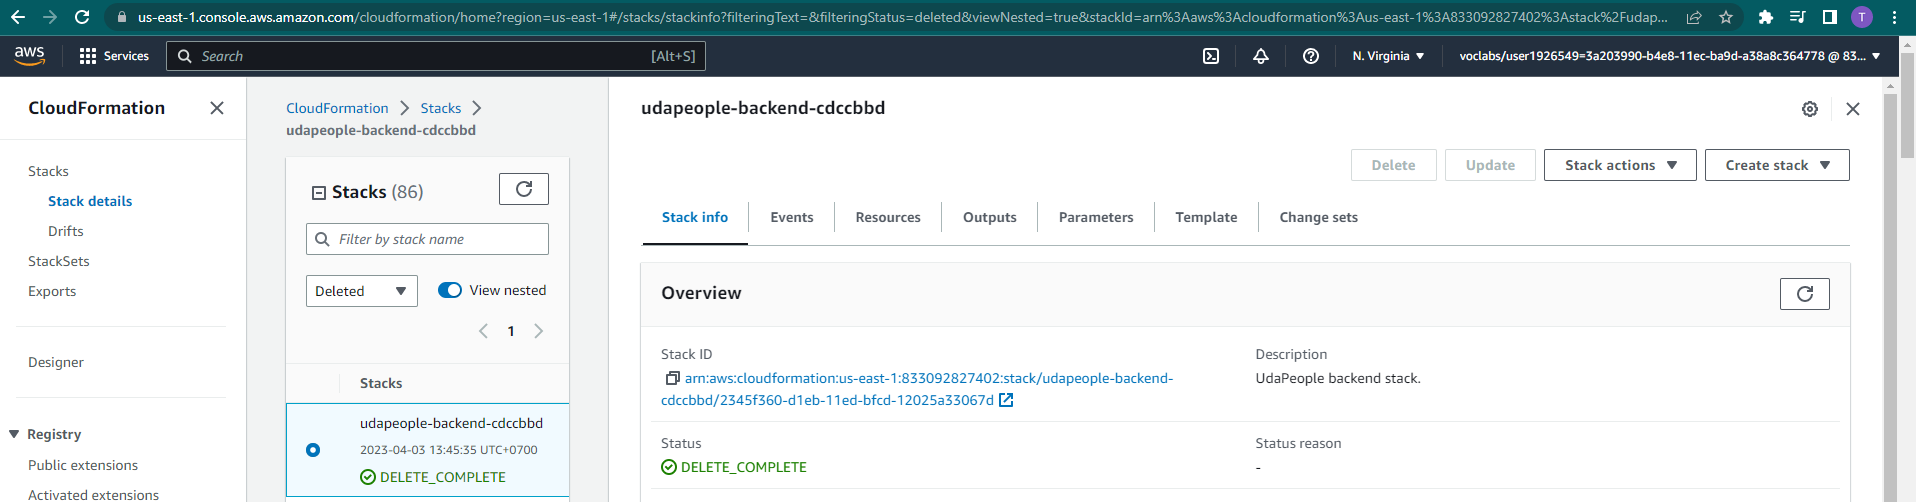 us-east-1.console.aws.amazon.com/cloudformation/home?region=us-east-1#/stacks/stackinfo?filteringText=&filteringStatus=deleted&viewNested=true&stackId=arn%3Aaws%3Acloudformation%3Aus-east-1%3A833092827402%3Astack%2Fudap...
T
aws
Services
Search
[Alt+S]
N. Virginia
voclabs/user1926549=3a203990-b4e8-11ec-ba9d-a38a8c364778 @ 83...
CloudFormation
Stacks
Stack details
Drifts
StackSets
Exports
Designer
Registry
Public extensions
Activated extensions
CloudFormation > Stacks >
udapeople-backend-cdccbbd
Stacks (86)
Filter by stack name
Deleted
View nested
1
Stacks
udapeople-backend-cdccbbd
2023-04-03 13:45:35 UTC+0700
DELETE_COMPLETE
udapeople-backend-cdccbbd
Delete
Update
Stack actions
Create stack
Stack info
Events
Resources
Outputs
Parameters
Template
Change sets
Overview
Stack ID
arn:aws:cloudformation:us-east-1:833092827402:stack/udapeople-backend-
cdccbbd/2345f360-d1eb-11ed-bfcd-12025a33067d
Description
UdaPeople backend stack.
Status
DELETE_COMPLETE
Status reason
-